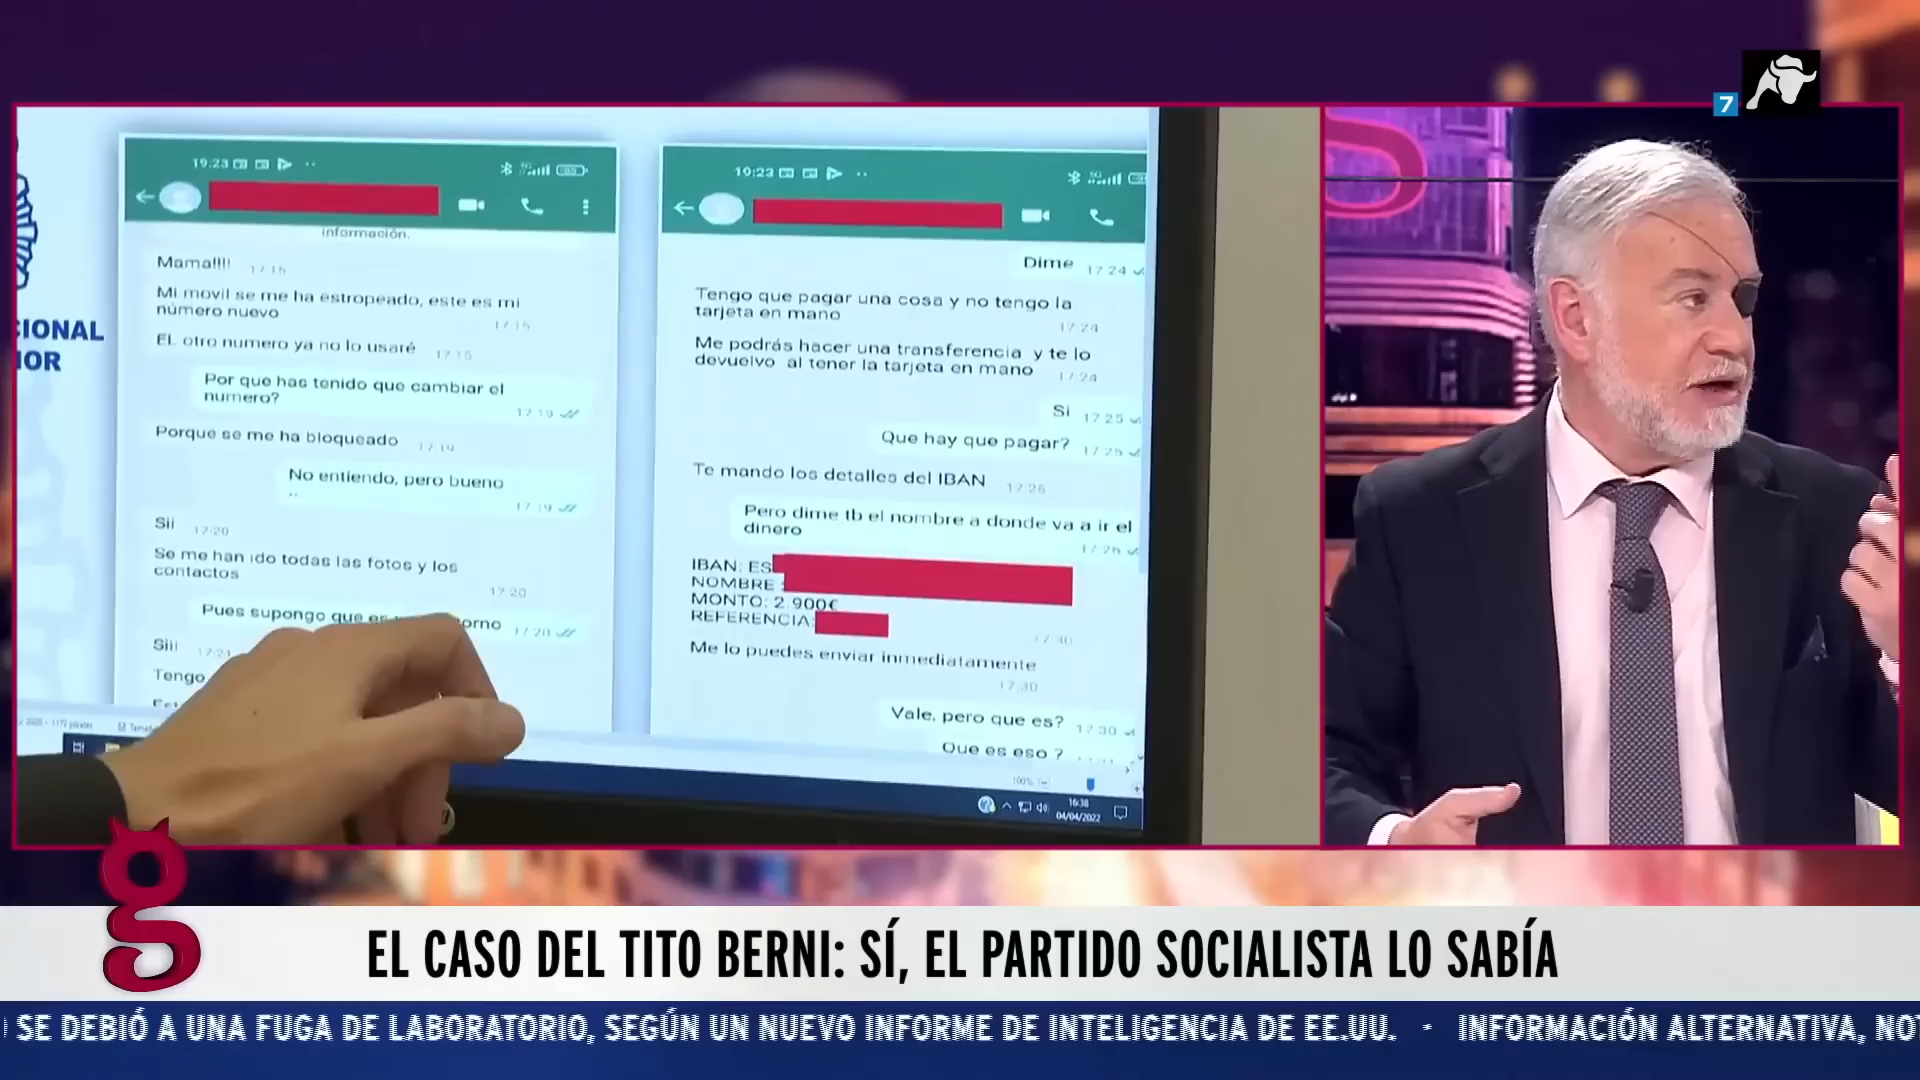 7
CIONAL
IOR
19:23
información.
Mama!!!! 17:15
Mi movil se me ha estropeado, este es mi
número nuevo
17:15
El otro numero ya no lo usaré 17:15
Por que has tenido que cambiar el
numero?
17:19
Porque se me ha bloqueado 17:19
No entiendo, pero bueno
..
17:19
Sii 17:20
Se me han ido todas las fotos y los
contactos
17:20
Pues supongo que es
orno 17:20
Siii 17:21
Tengo
19:23
Dime 17:24
Tengo que pagar una cosa y no tengo la
tarjeta en mano
17:24
Me podrás hacer una transferencia y te lo
devuelvo al tener la tarjeta en mano
17:24
Si 17:25
Que hay que pagar? 17:25
Te mando los detalles del IBAN 17:26
Pero dime tb el nombre a donde va a ir el
dinero
17:26
IBAN: ES
NOMBRE :
MONTO: 2.900€
REFERENCIA:
17:30
Me lo puedes enviar inmediatamente
17:30
Vale, pero que es? 17:30
Que es eso ?
100%
16:38
04/04/2022
g
EL CASO DEL TITO BERNI: SÍ, EL PARTIDO SOCIALISTA LO SABÍA
SE DEBIÓ A UNA FUGA DE LABORATORIO, SEGÚN UN NUEVO INFORME DE INTELIGENCIA DE EE.UU. - INFORMACIÓN ALTERNATIVA, NOT